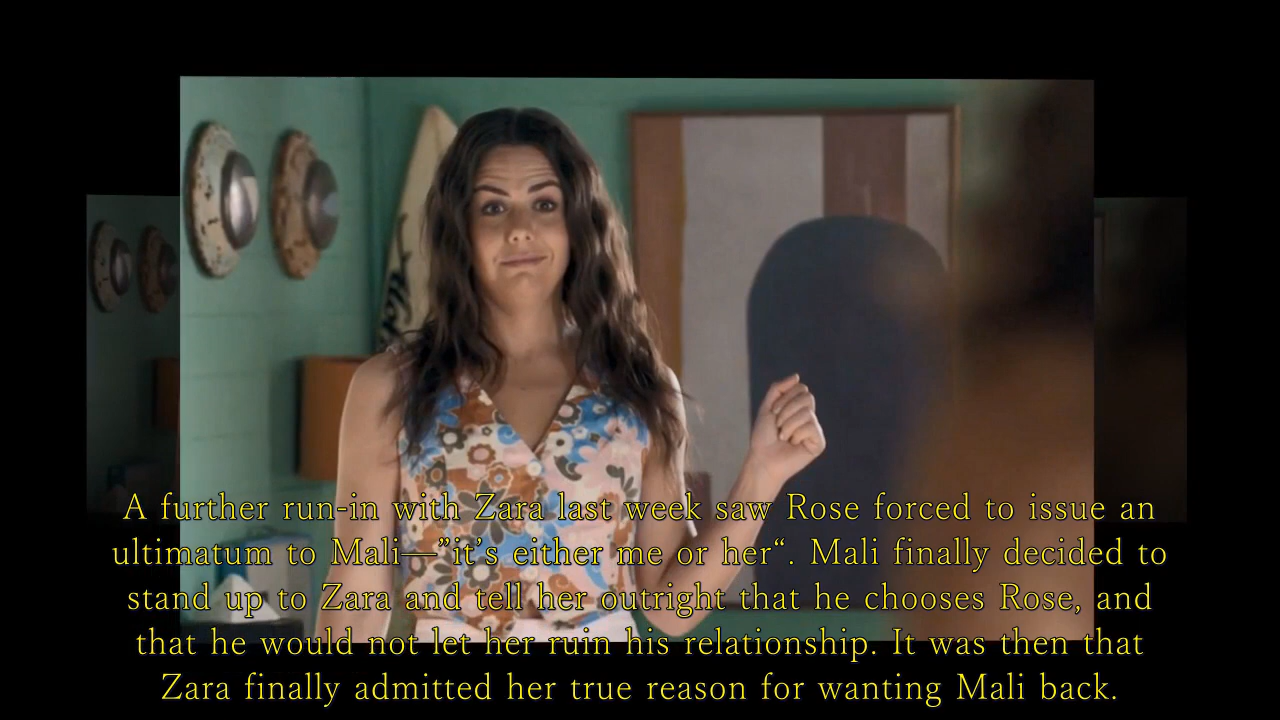 A further run-in with Zara last week saw Rose forced to issue an
ultimatum to Mali—”it’s either me or her“. Mali finally decided to
stand up to Zara and tell her outright that he chooses Rose, and
that he would not let her ruin his relationship. It was then that
Zara finally admitted her true reason for wanting Mali back.